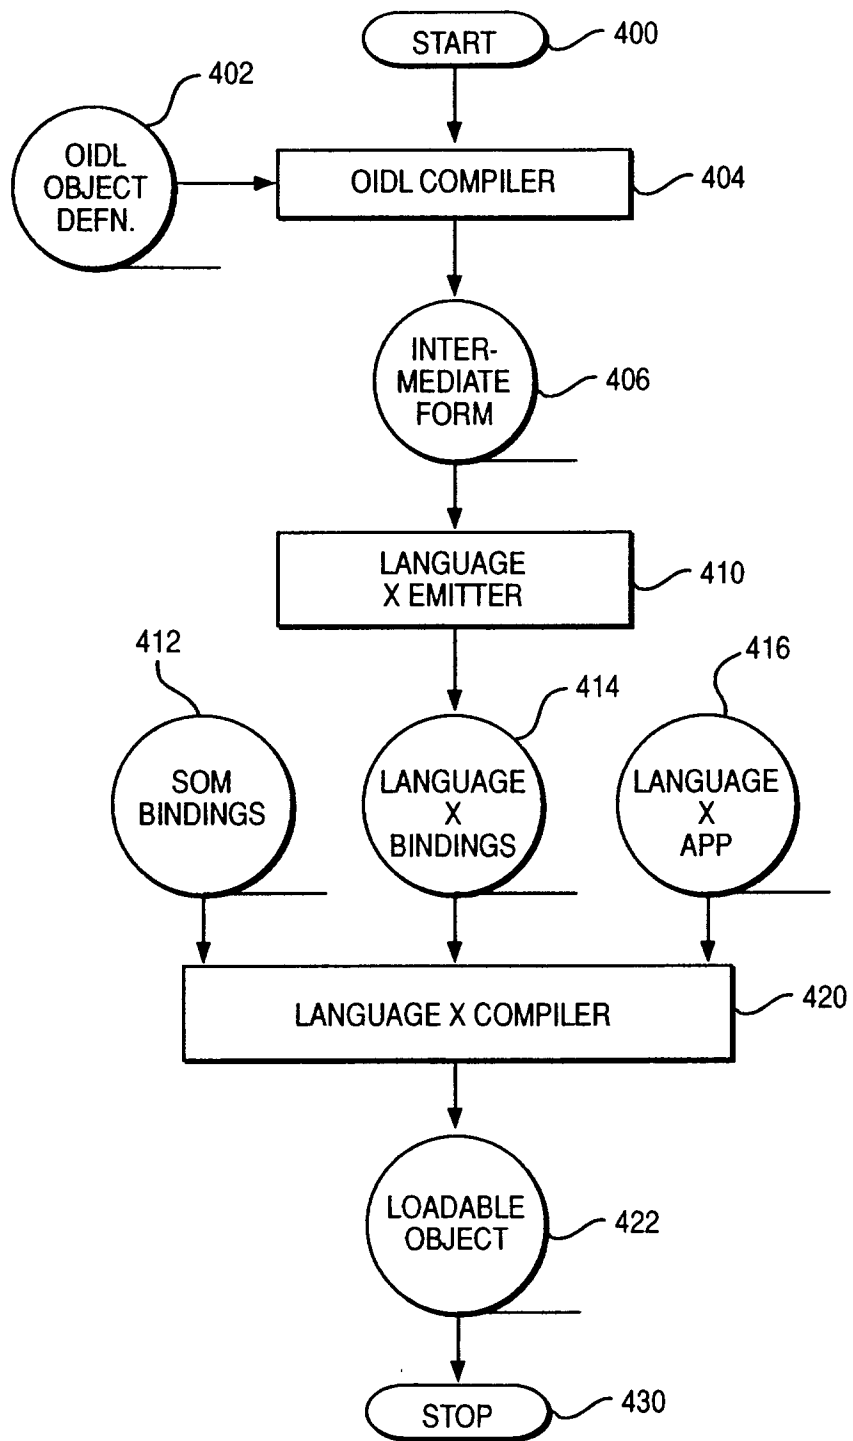 START
400
402
OIDL
OBJECT
DEFN.
OIDL COMPILER
404
INTER-
MEDIATE
FORM
406
LANGUAGE
X EMITTER
410
412
414
416
SOM
BINDINGS
LANGUAGE
X
BINDINGS
LANGUAGE
X
APP
LANGUAGE X COMPILER
420
LOADABLE
OBJECT
422
STOP
430